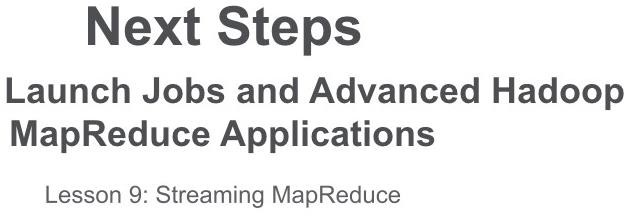 Next Steps
Launch Jobs and Advanced Hadoop
MapReduce Applications
Lesson 9: Streaming MapReduce